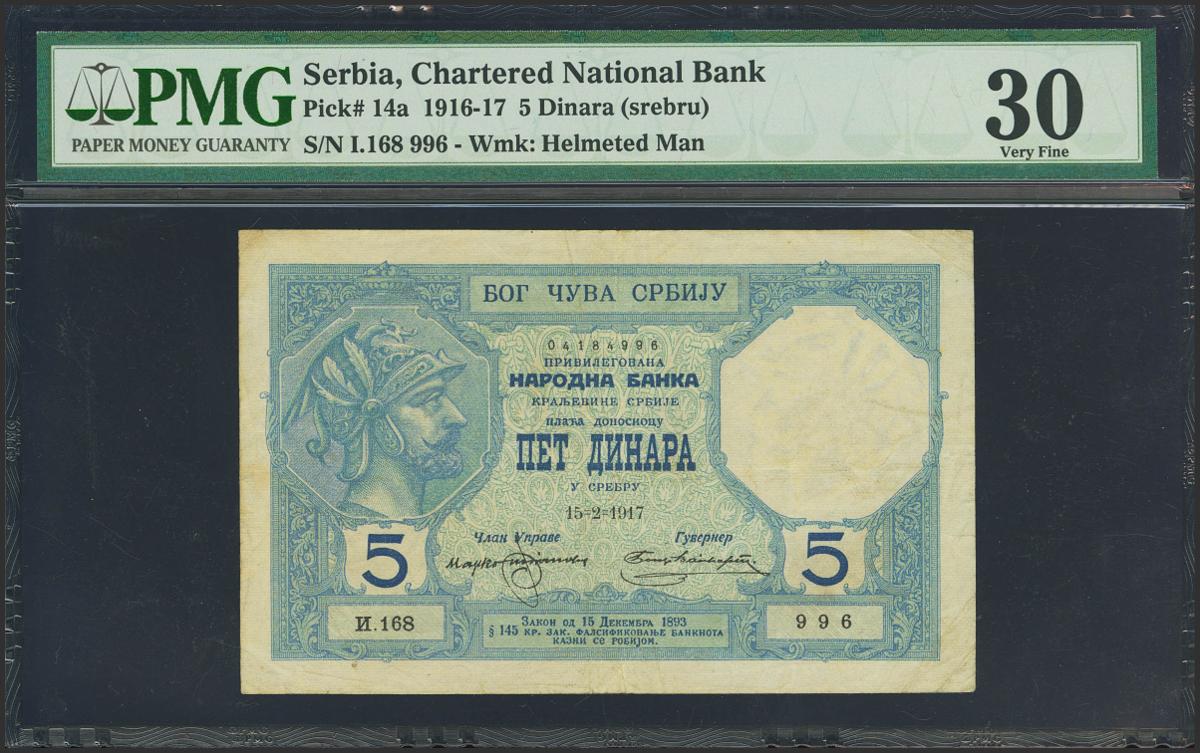 PMG
PAPER MONEY GUARANTY
Serbia, Chartered National Bank
Pick# 14a 1916-17 5 Dinara (srebru)
S/N I.168 996 - Wmk: Helmeted Man
30
Very Fine
БОГ ЧУВА СРБИЈУ
04184996
ПРИВИЛЕГОВАНА
НАРОДНА БАНКА
КРАЉЕВИНЕ СРБИЈЕ
плаћа доносиоцу
ПЕТ ДИНАРА
У СРЕБРУ
15=2=1917
Члан Управе
Гувернер
5
5
И.168
996
Закон од 15 Декембра 1893
§ 145 КР. ЗАК. ФАЛСИФИКОВАЊЕ БАНКНОТА
КАЗНИ СЕ РОБИЈОМ.